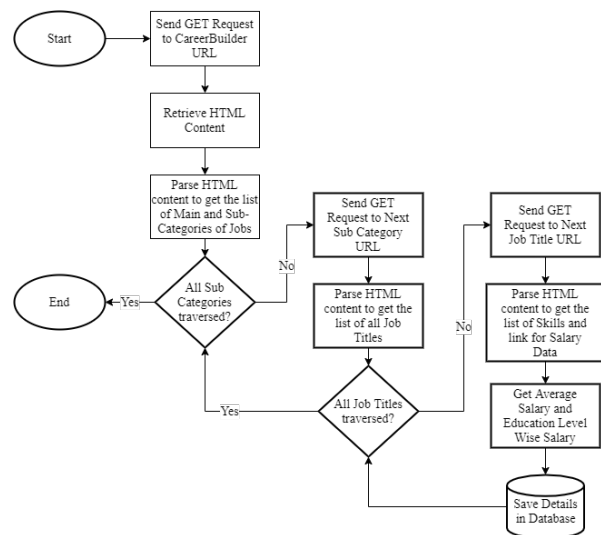 Start
Send GET Request
to CareerBuilder
URL
Retrieve HTML
Content
Parse HTML
content to get the list
of Main and Sub-
Categories of Jobs
All Sub
Categories
traversed?
Yes
End
No
Send GET
Request to Next
Sub Category
URL
Parse HTML
content to get the
list of all Job
Titles
All Job Titles
traversed?
Yes
No
Send GET
Request to Next
Job Title URL
Parse HTML
content to get the
list of Skills and
link for Salary
Data
Get Average
Salary and
Education Level
Wise Salary
Save Details
in Database